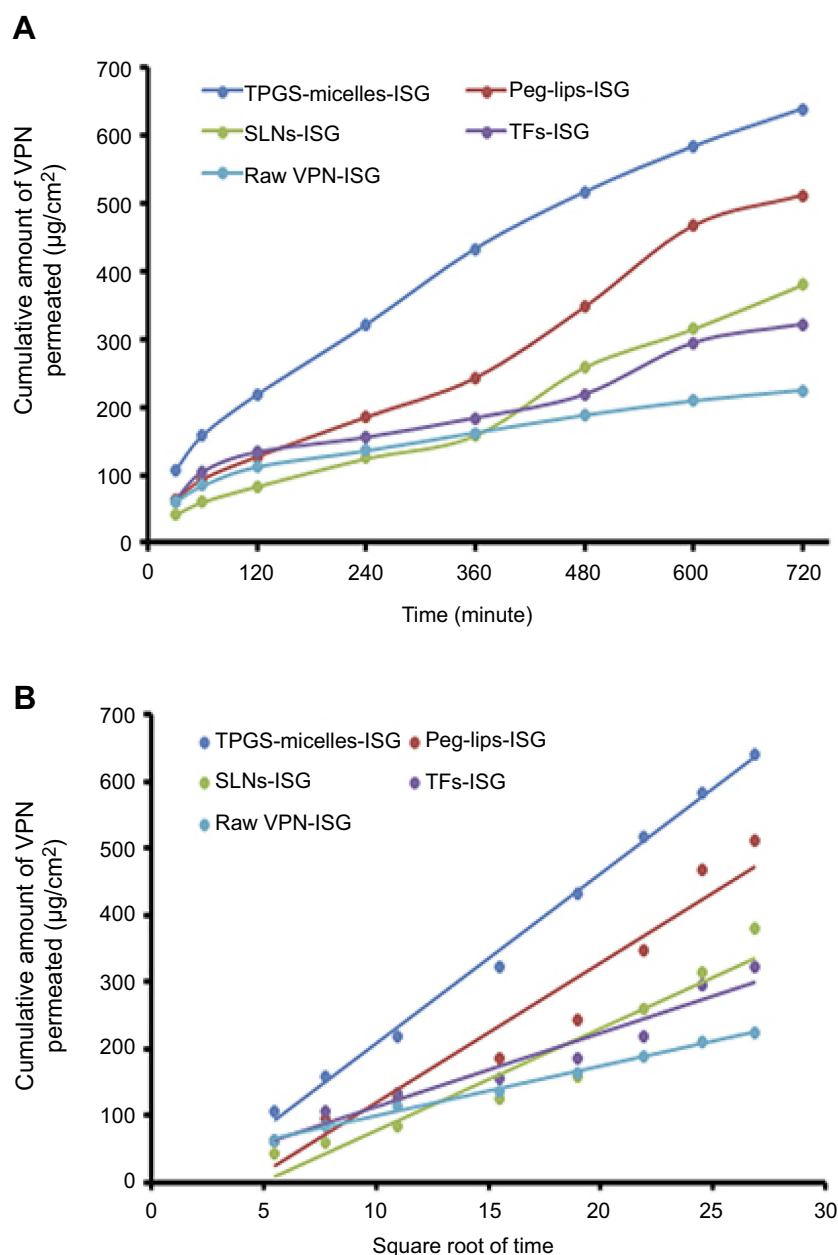 A
Cumulative amount of VPN
permeated (µg/cm²)
700
600
500
400
300
200
100
0
TPGS-micelles-ISG
Peg-lips-ISG
SLNs-ISG
TFs-ISG
Raw VPN-ISG
0 120 240 360 480 600 720
Time (minute)
B
Cumulative amount of VPN
permeated (µg/cm²)
700
600
500
400
300
200
100
0
TPGS-micelles-ISG
Peg-lips-ISG
SLNs-ISG
TFs-ISG
Raw VPN-ISG
0 5 10 15 20 25 30
Square root of time